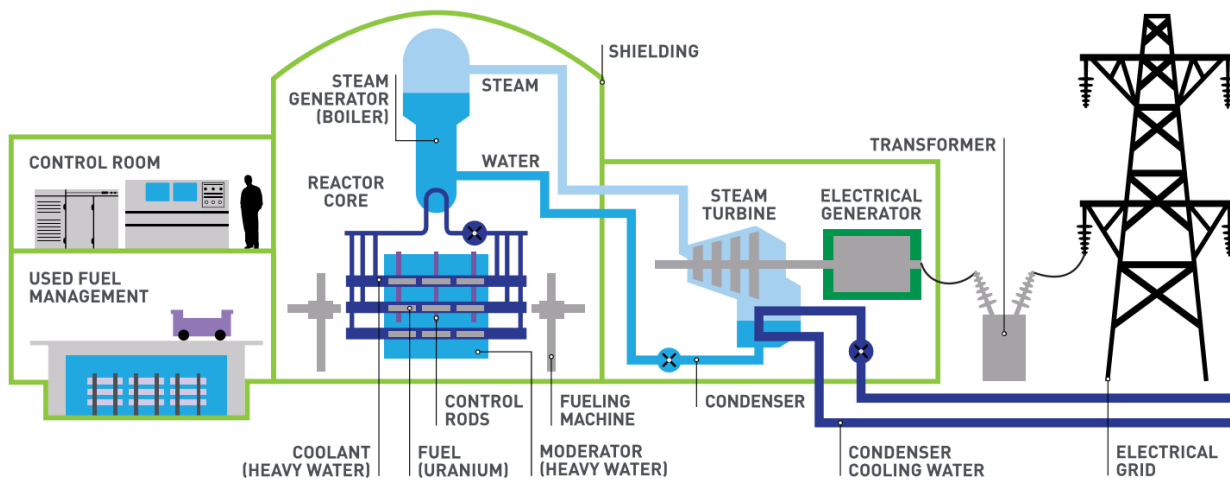 SHIELDING
STEAM
GENERATOR
(BOILER)
STEAM
TRANSFORMER
CONTROL ROOM
WATER
REACTOR
CORE
STEAM
TURBINE
ELECTRICAL
GENERATOR
USED FUEL
MANAGEMENT
CONTROL
RODS
FUELING
MACHINE
CONDENSER
COOLANT
(HEAVY WATER)
FUEL
(URANIUM)
MODERATOR
(HEAVY WATER)
CONDENSER
COOLING WATER
ELECTRICAL
GRID